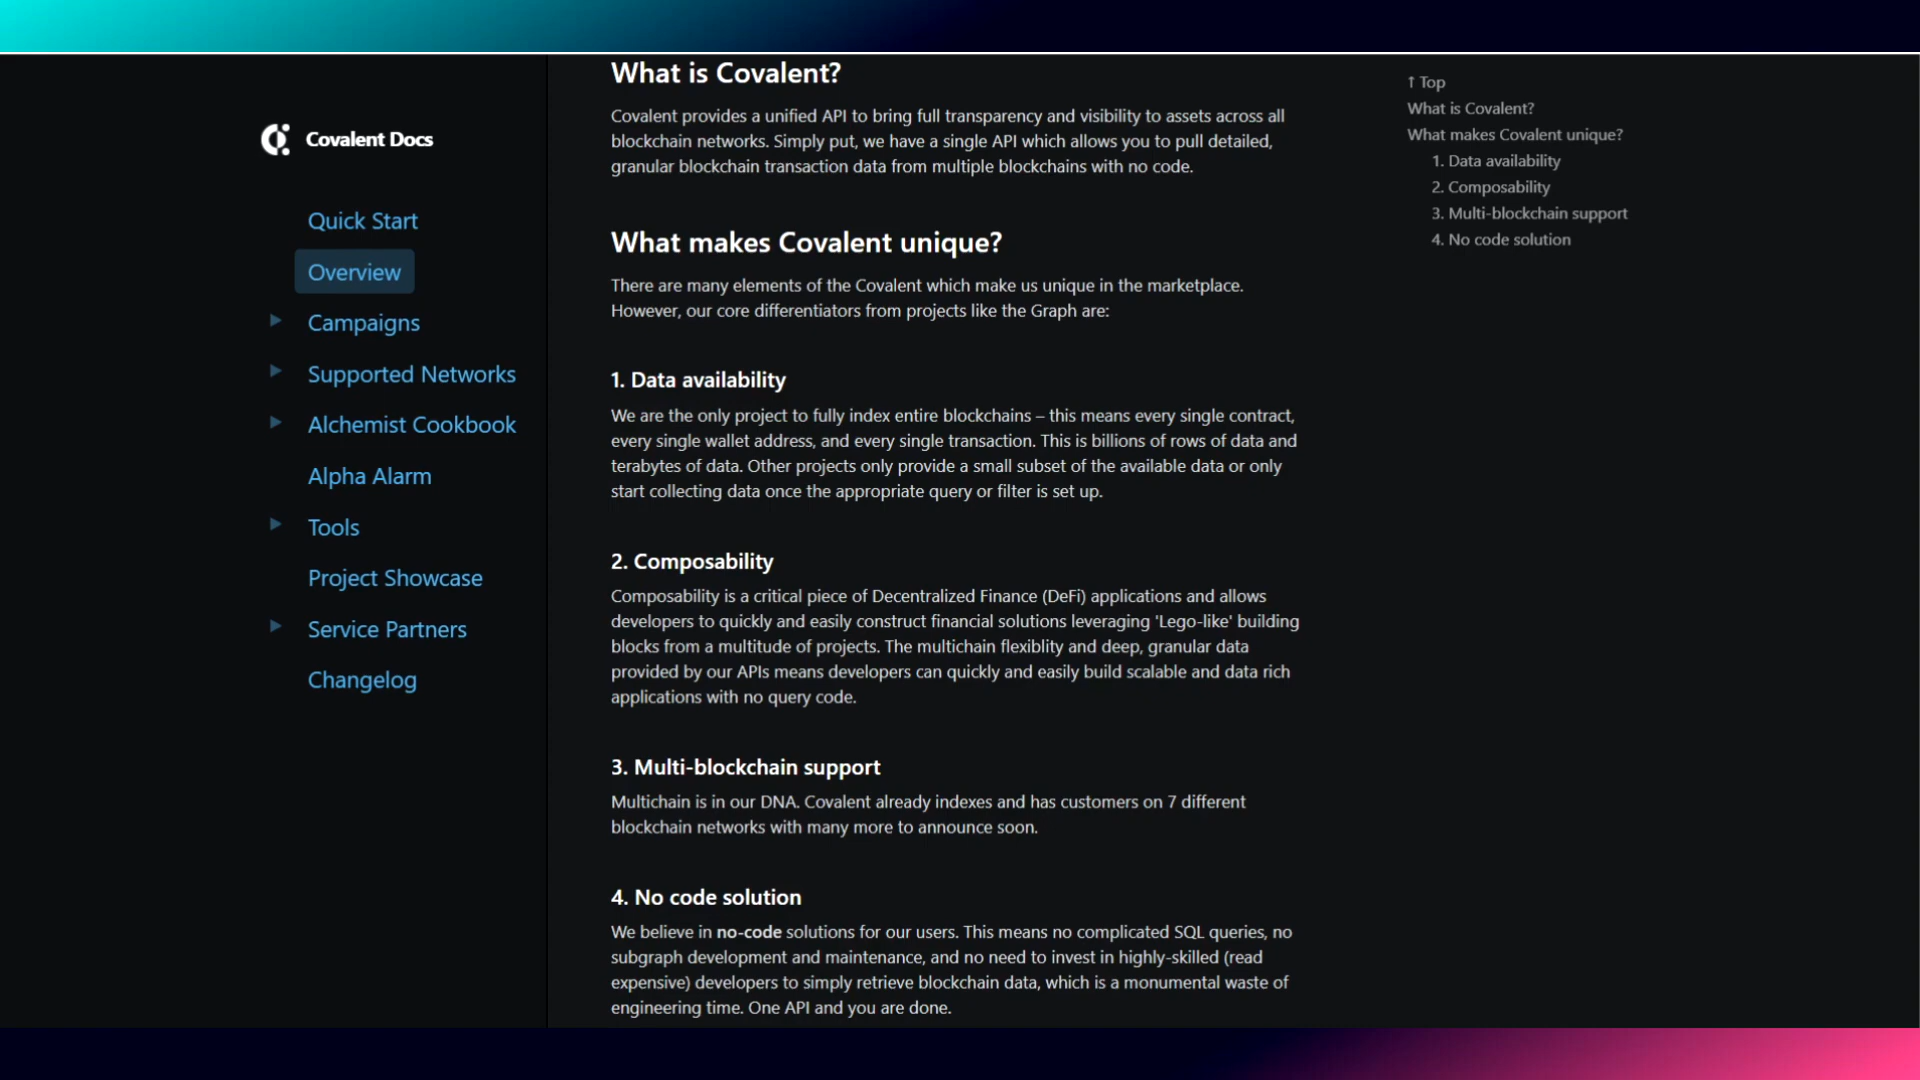 Covalent Docs
Quick Start
Overview
Campaigns
Supported Networks
Alchemist Cookbook
Alpha Alarm
Tools
Project Showcase
Service Partners
Changelog
What is Covalent?
Covalent provides a unified API to bring full transparency and visibility to assets across all
blockchain networks. Simply put, we have a single API which allows you to pull detailed,
granular blockchain transaction data from multiple blockchains with no code.
What makes Covalent unique?
There are many elements of the Covalent which make us unique in the marketplace.
However, our core differentiators from projects like the Graph are:
1. Data availability
We are the only project to fully index entire blockchains – this means every single contract,
every single wallet address, and every single transaction. This is billions of rows of data and
terabytes of data. Other projects only provide a small subset of the available data or only
start collecting data once the appropriate query or filter is set up.
2. Composability
Composability is a critical piece of Decentralized Finance (DeFi) applications and allows
developers to quickly and easily construct financial solutions leveraging 'Lego-like' building
blocks from a multitude of projects. The multichain flexiblity and deep, granular data
provided by our APIs means developers can quickly and easily build scalable and data rich
applications with no query code.
3. Multi-blockchain support
Multichain is in our DNA. Covalent already indexes and has customers on 7 different
blockchain networks with many more to announce soon.
4. No code solution
We believe in no-code solutions for our users. This means no complicated SQL queries, no
subgraph development and maintenance, and no need to invest in highly-skilled (read
expensive) developers to simply retrieve blockchain data, which is a monumental waste of
engineering time. One API and you are done.
↑ Top
What is Covalent?
What makes Covalent unique?
1. Data availability
2. Composability
3. Multi-blockchain support
4. No code solution